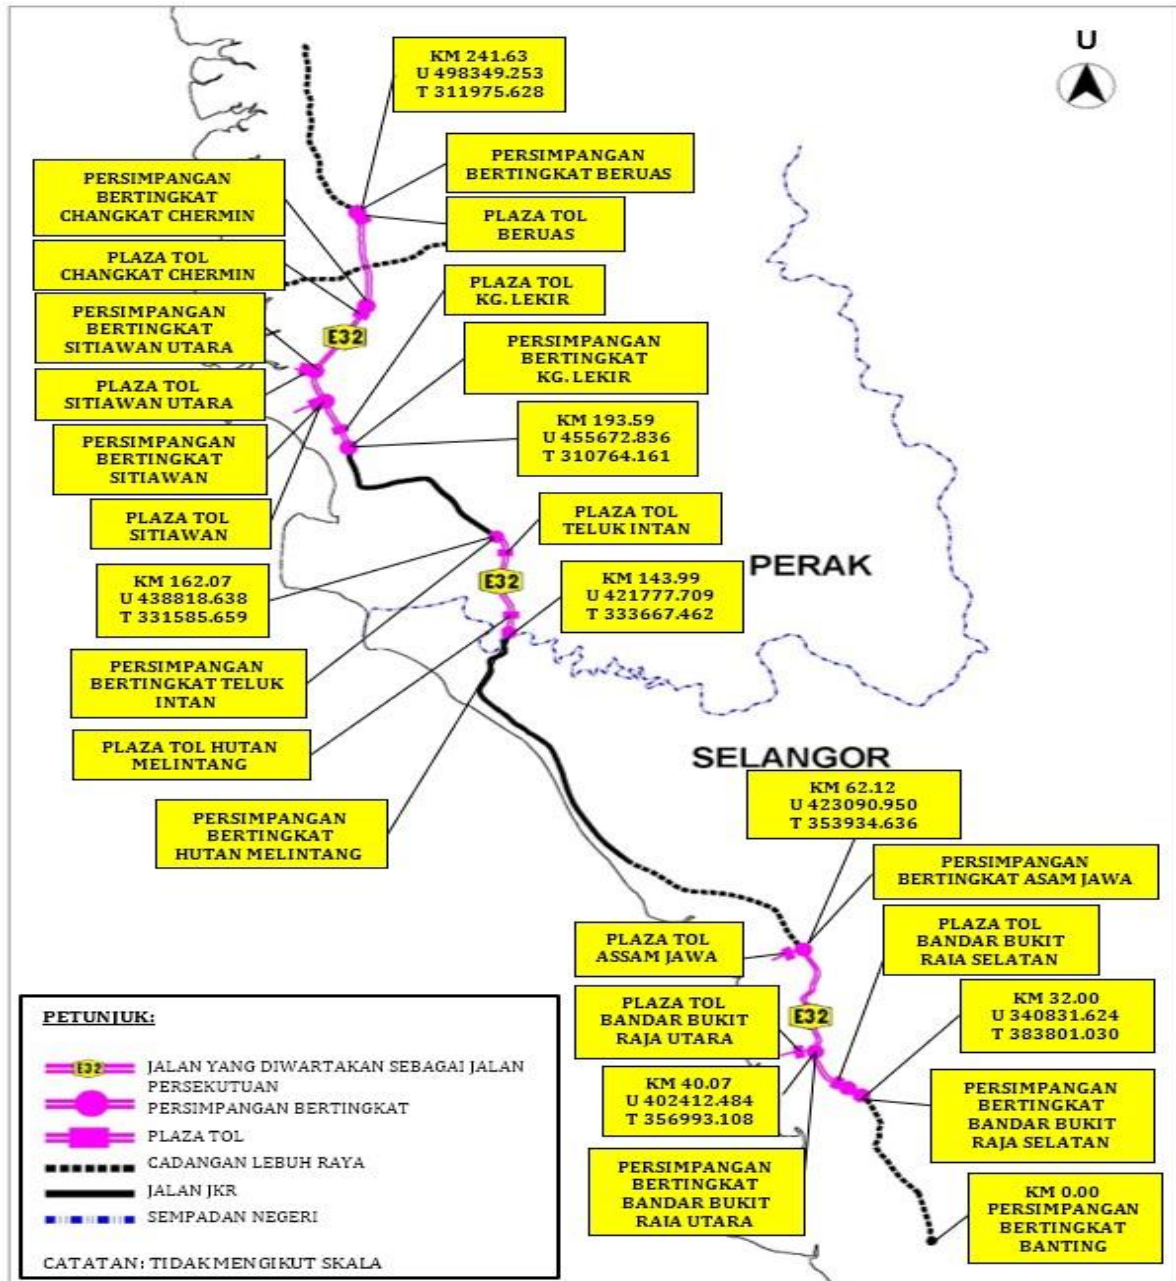 U
KM 241.63
U 498349.253
T 311975.628
PERSIMPANGAN
BERTINGKAT BERUAS
PLAZA TOL
BERUAS
PERSIMPANGAN
BERTINGKAT
CHANGKAT CHERMIN
PLAZA TOL
CHANGKAT CHERMIN
PLAZA TOL
KG. LEKIR
PERSIMPANGAN
BERTINGKAT
SITIAWAN UTARA
E32
PERSIMPANGAN
BERTINGKAT
KG. LEKIR
PLAZA TOL
SITIAWAN UTARA
KM 193.59
U 455672.836
T 310764.161
PERSIMPANGAN
BERTINGKAT
SITIAWAN
PLAZA TOL
SITIAWAN
PLAZA TOL
TELUK INTAN
PERAK
KM 162.07
U 438818.638
T 331585.659
E32
KM 143.99
U 421777.709
T 333667.462
PERSIMPANGAN
BERTINGKAT TELUK
INTAN
PLAZA TOL HUTAN
MELINTANG
SELANGOR
PERSIMPANGAN
BERTINGKAT
HUTAN MELINTANG
KM 62.12
U 423090.950
T 353934.636
PERSIMPANGAN
BERTINGKAT ASAM JAWA
PLAZA TOL
ASSAM JAWA
PLAZA TOL
BANDAR BUKIT
RAIA SELATAN
PLAZA TOL
BANDAR BUKIT
RAJA UTARA
E32
KM 32.00
U 340831.624
T 383801.030
KM 40.07
U 402412.484
T 356993.108
PERSIMPANGAN
BERTINGKAT
BANDAR BUKIT
RAJA SELATAN
PERSIMPANGAN
BERTINGKAT
BANDAR BUKIT
RAIA UTARA
KM 0.00
PERSIMPANGAN
BERTINGKAT
BANTING
PETUNJUK:
E32 JALAN YANG DIWARTAKAN SEBAGAI JALAN
PERSEKUTUAN
PERSIMPANGAN BERTINGKAT
PLAZA TOL
CADANGAN LEBUH RAYA
JALAN JKR
SEMPADAN NEGERI
CATATAN: TIDAK MENGIKUT SKALA